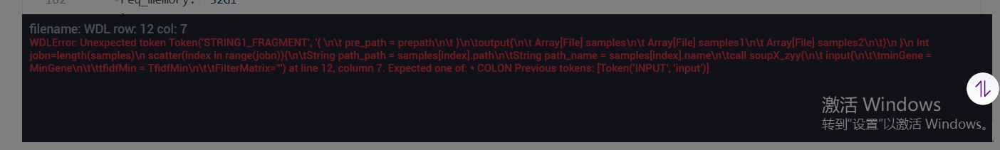 req_memory: 32Gi
filename: WDL row: 12 col: 7
WDLError: Unexpected token Token('STRING1_FRAGMENT', '{ \n\t pre_path = prepath\n\t }\n\toutput{\n\t Array[File] samples\n\t Array[File] samples1\n\t Array[File] samples2\n\t}\n }\n Int
jobn=length(samples)\n scatter(index in range(jobn)){\n\tString path_path = samples[index].path\n\tString path_name = samples[index].name\n\tcall soupX_zyy{\n\t input{\n\t\tminGene =
MinGene\n\t\ttfidfMin = TfidfMin\n\t\tFilterMatrix="') at line 12, column 7. Expected one of: * COLON Previous tokens: [Token('INPUT', 'input')]
激活 Windows
转到"设置"以激活 Windows。